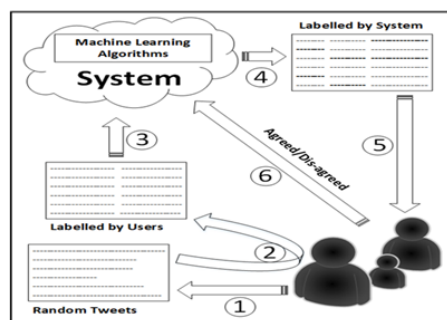 Machine Learning
Algorithms
System
Labelled by System
4
3
5
Agreed/Dis-agreed
6
Labelled by Users
2
Random Tweets
1